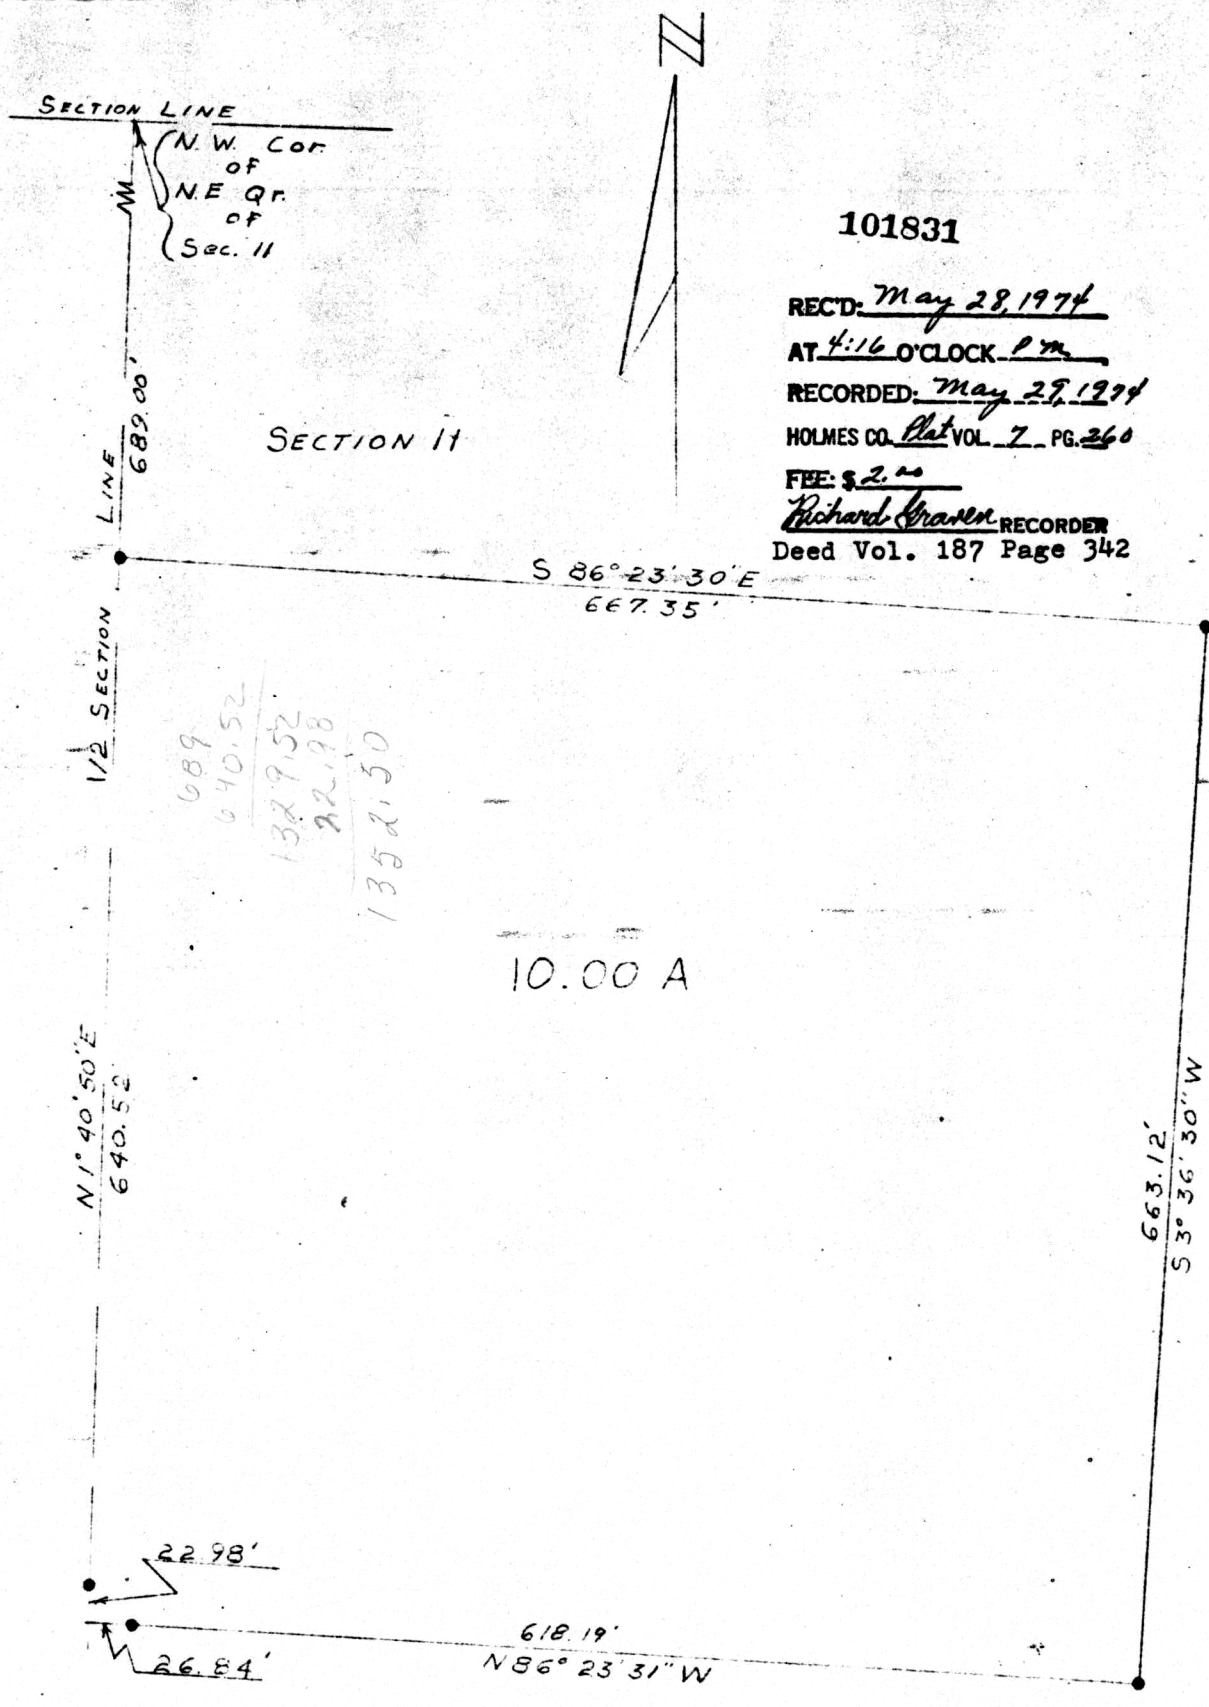 N
SECTION LINE
N.W. Cor.
OF
N.E Qr.
OF
Sec. 11
101831
REC'D: May 28, 1974
AT 4:16 O'CLOCK P M
RECORDED: May 29, 1974
HOLMES CO. Plat VOL. 7 PG. 260
FEE: $ 2.00
Richard Graven RECORDER
Deed Vol. 187 Page 342
689.00'
SECTION 11
1/2 SECTION LINE
S 86° 23' 30" E
667.35'
689
640.52
1329.52
22.98
1352.50
10.00 A
N 1° 40' 50" E
640.52
663.12'
S 3° 36' 30" W
22.98'
26.84'
618.19'
N 86° 23' 31" W